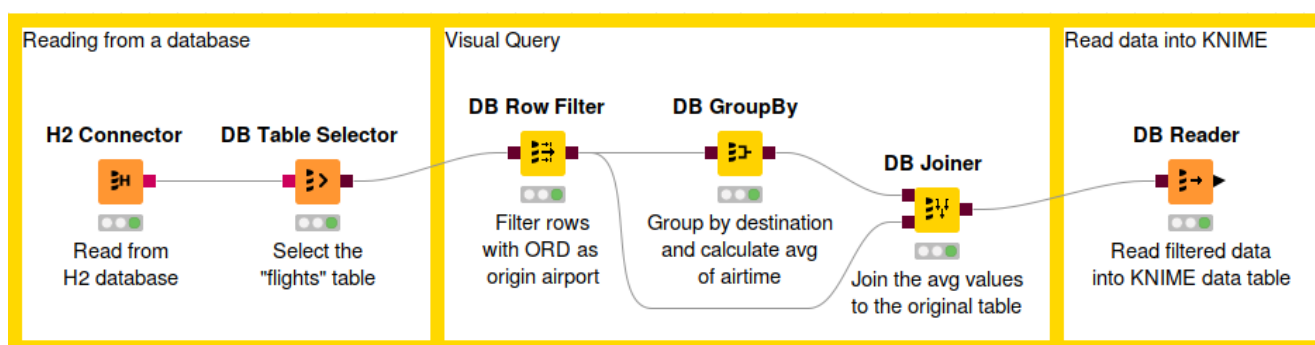 Reading from a database
Visual Query
Read data into KNIME
H2 Connector
DB Table Selector
DB Row Filter
DB GroupBy
DB Joiner
DB Reader
H
Read from
H2 database
Select the
"flights" table
Filter rows
with ORD as
origin airport
Group by destination
and calculate avg
of airtime
Join the avg values
to the original table
Read filtered data
into KNIME data table